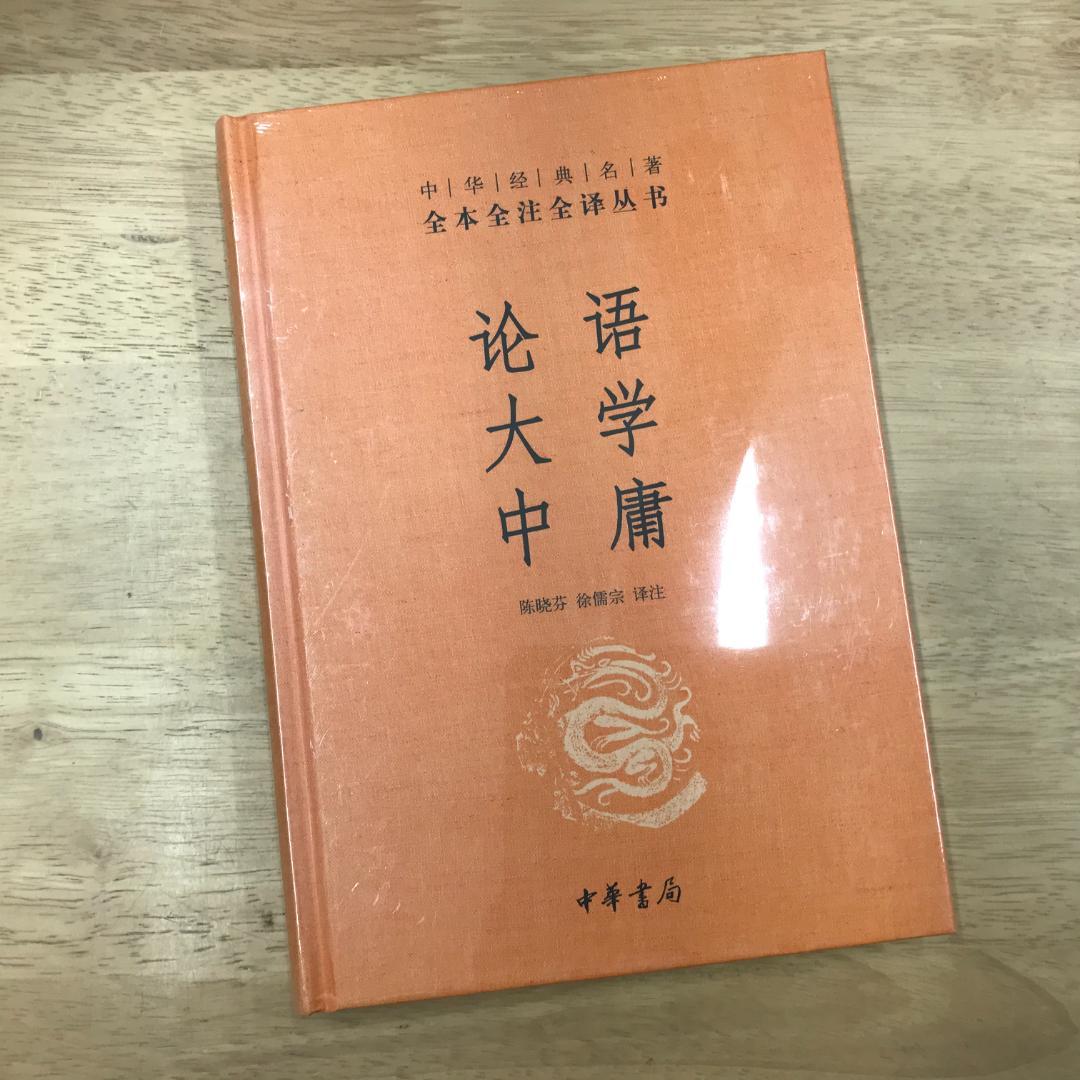 中|华|经|典|名|著
全本全注全译丛书
论语
大学
中庸
陈晓芬 徐儒宗 译注
中華書局